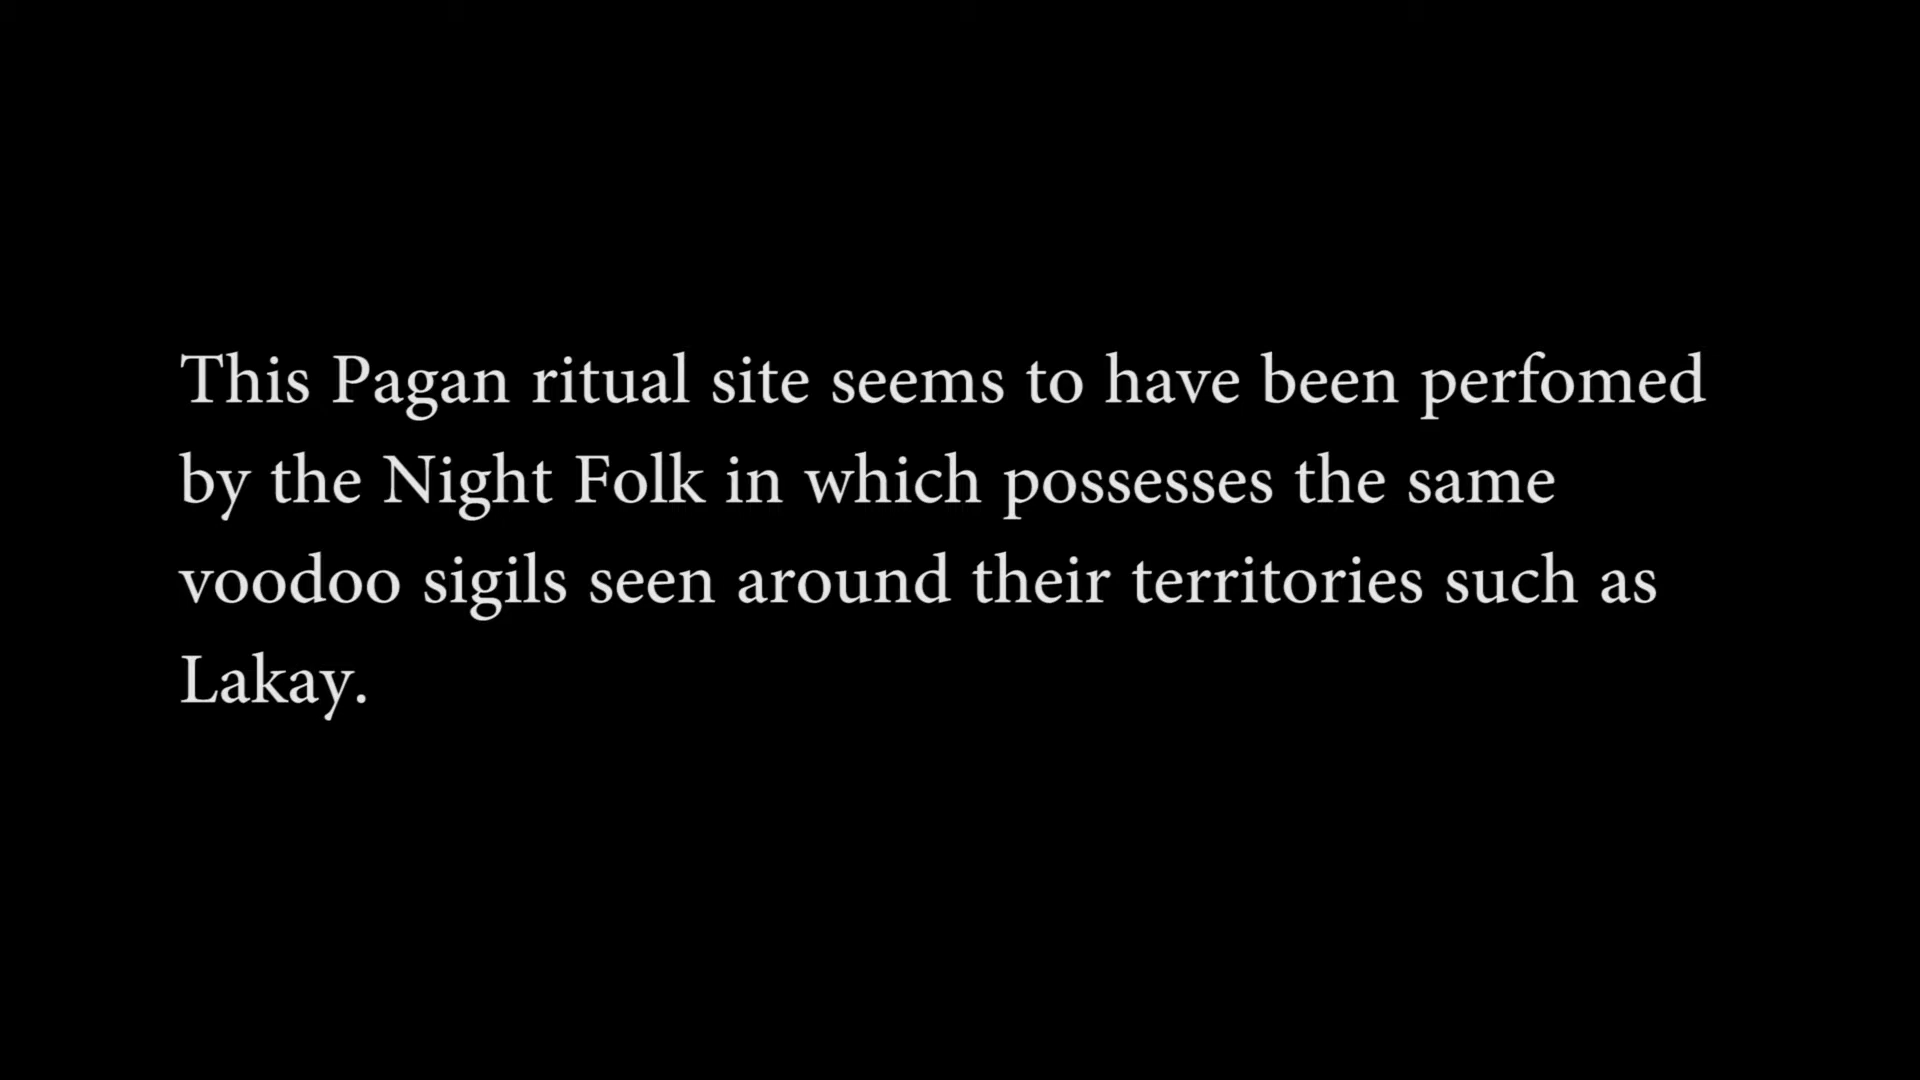 This Pagan ritual site seems to have been perfomed
by the Night Folk in which possesses the same
voodoo sigils seen around their territories such as
Lakay.